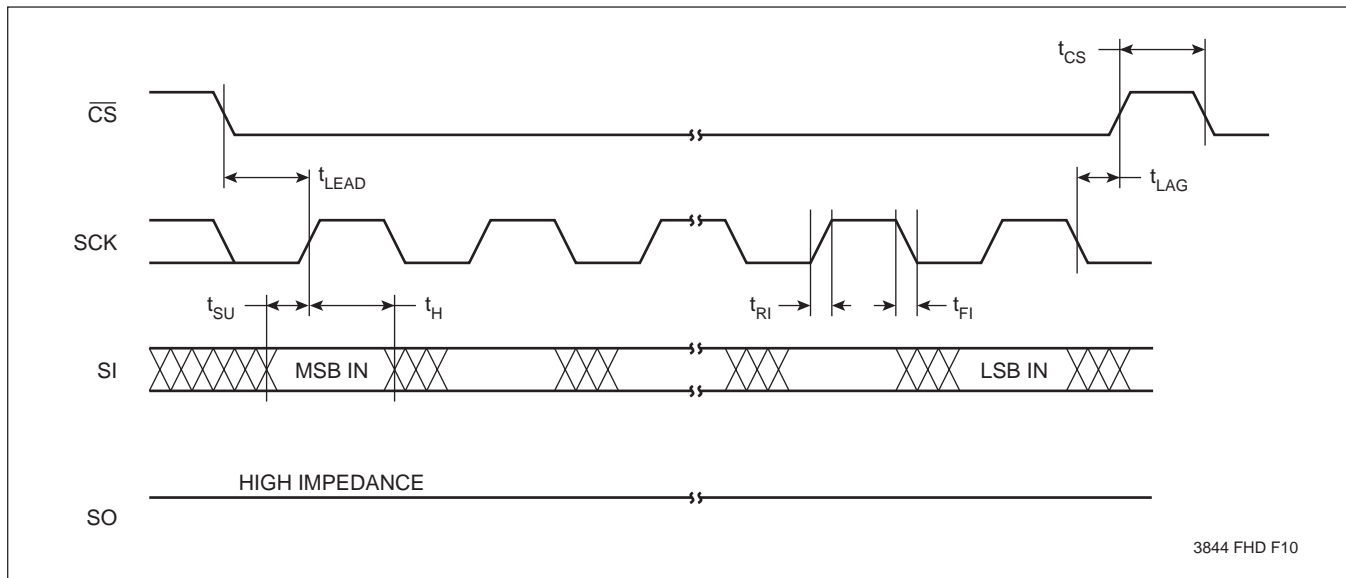 tCS
CS
tLEAD
tLAG
SCK
tSU
tH
tRI
tFI
SI
MSB IN
LSB IN
HIGH IMPEDANCE
SO
3844 FHD F10